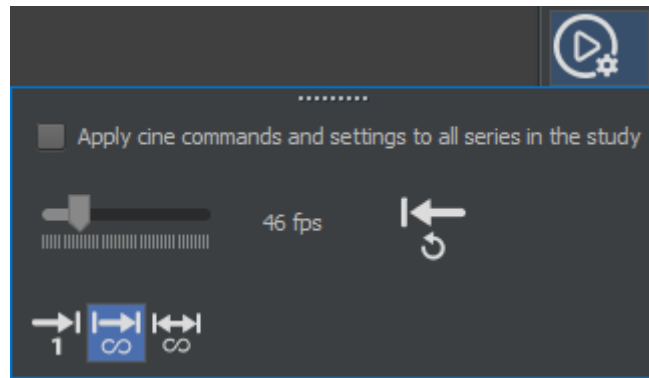 Apply cine commands and settings to all series in the study
46 fps
1 ∞ ∞